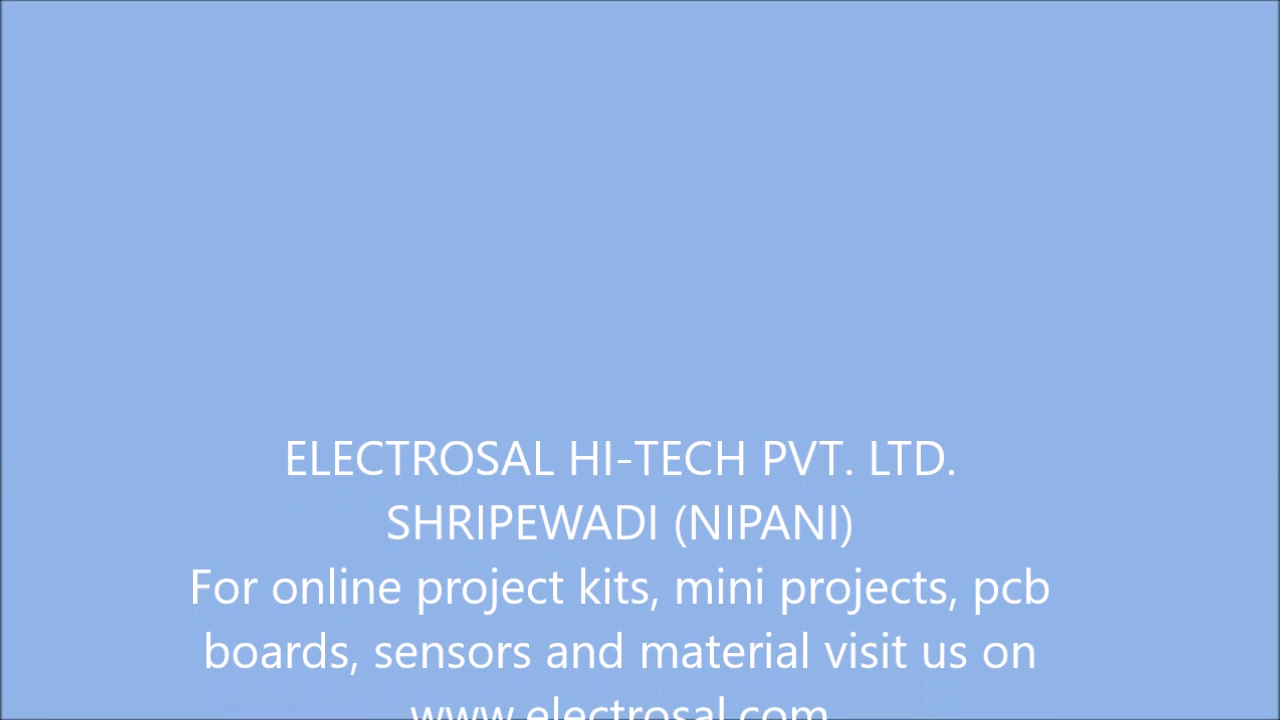 ELECTROSAL HI-TECH PVT. LTD.
SHRIPEWADI (NIPANI)
For online project kits, mini projects, pcb
boards, sensors and material visit us on
www.electrosal.com